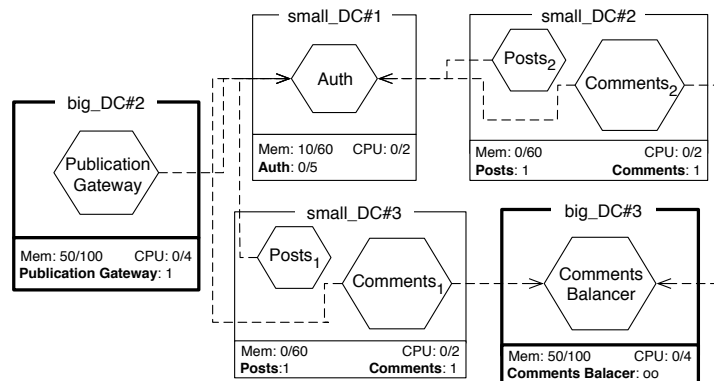 small_DC#1
Auth
Mem: 10/60 CPU: 0/2
Auth: 0/5
small_DC#2
Posts2
Comments2
Mem: 0/60 CPU: 0/2
Posts: 1 Comments: 1
big_DC#2
Publication
Gateway
Mem: 50/100 CPU: 0/4
Publication Gateway: 1
small_DC#3
Posts1
Comments1
Mem: 0/60 CPU: 0/2
Posts:1 Comments: 1
big_DC#3
Comments
Balancer
Mem: 50/100 CPU: 0/4
Comments Balacer: oo